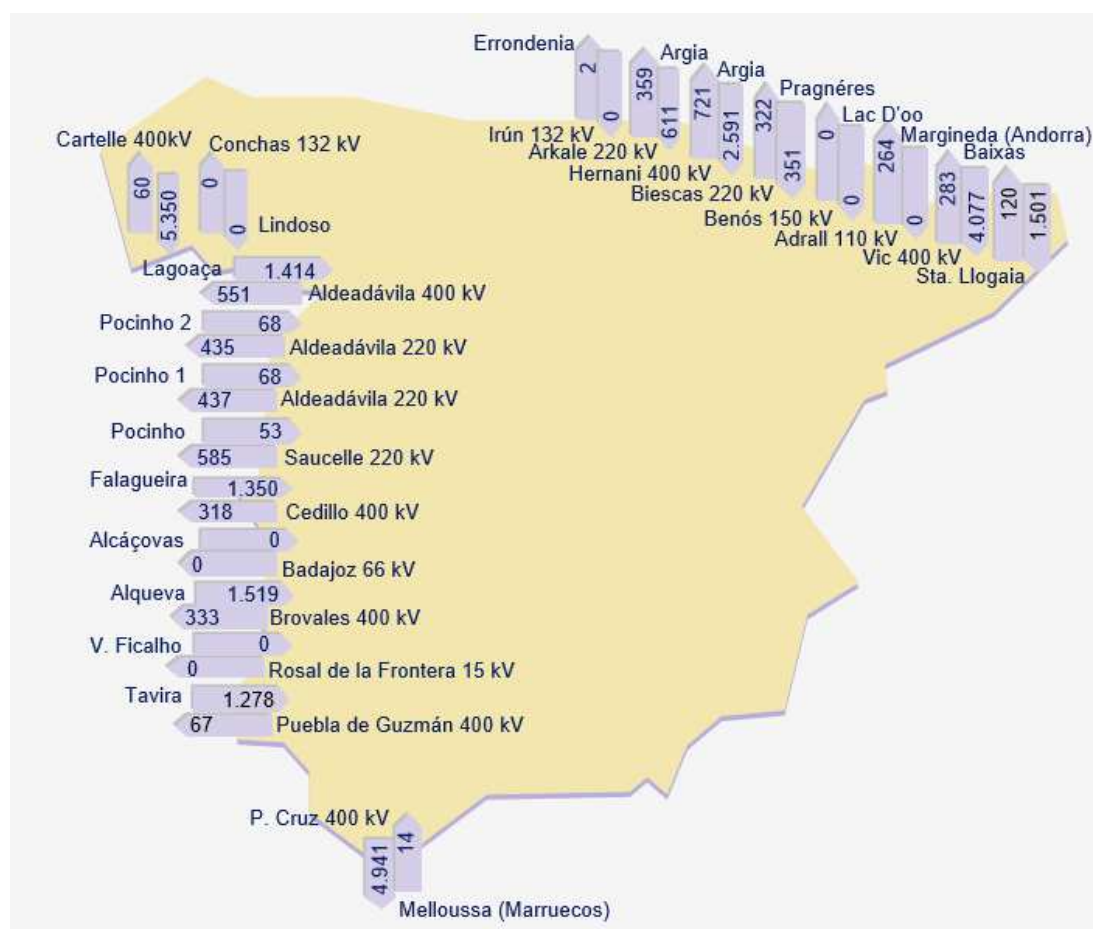 Errondenia
2
0
Irún 132 kV
Argia
359
611
Arkale 220 kV
Argia
721
2.591
Hernani 400 kV
Pragnéres
322
351
Biescas 220 kV
Lac D'oo
0
0
Benós 150 kV
Margineda (Andorra)
264
0
Adrall 110 kV
Baixas
283
4.077
Vic 400 kV
120
1.501
Sta. Llogaia
Cartelle 400kV
60
5.350
Conchas 132 kV
0
0
Lindoso
Lagoaça
1.414
551
Aldeadávila 400 kV
Pocinho 2
68
435
Aldeadávila 220 kV
Pocinho 1
68
437
Aldeadávila 220 kV
Pocinho
53
585
Saucelle 220 kV
Falagueira
1.350
318
Cedillo 400 kV
Alcáçovas
0
0
Badajoz 66 kV
Alqueva
1.519
333
Brovales 400 kV
V. Ficalho
0
0
Rosal de la Frontera 15 kV
Tavira
1.278
67
Puebla de Guzmán 400 kV
P. Cruz 400 kV
4.941
14
Melloussa (Marruecos)